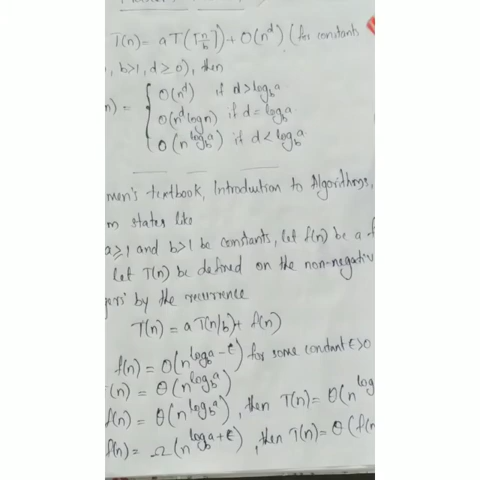 T(n) = aT(⌈n/b⌉) + O(n^d) (for constants
, b>1, d ≥ 0), then
n) = { O(n^d) if d > log_b a
O(n^d log n) if d = log_b a
O(n^{log_b a}) if d < log_b a
men's textbook, Introduction to Algorithms,
m states like
a ≥ 1 and b>1 be constants, let f(n) be a f
let T(n) be defined on the non-negativ
gers by the recurrence
T(n) = aT(n/b) + f(n)
f(n) = O(n^{log_b a - ε}) for some constant ε>0
(n) = Θ(n^{log_b a})
f(n) = Θ(n^{log_b a}), then T(n) = Θ(n^{log
f(n) = Ω(n^{log_b a + ε}), then T(n) = Θ(f(n